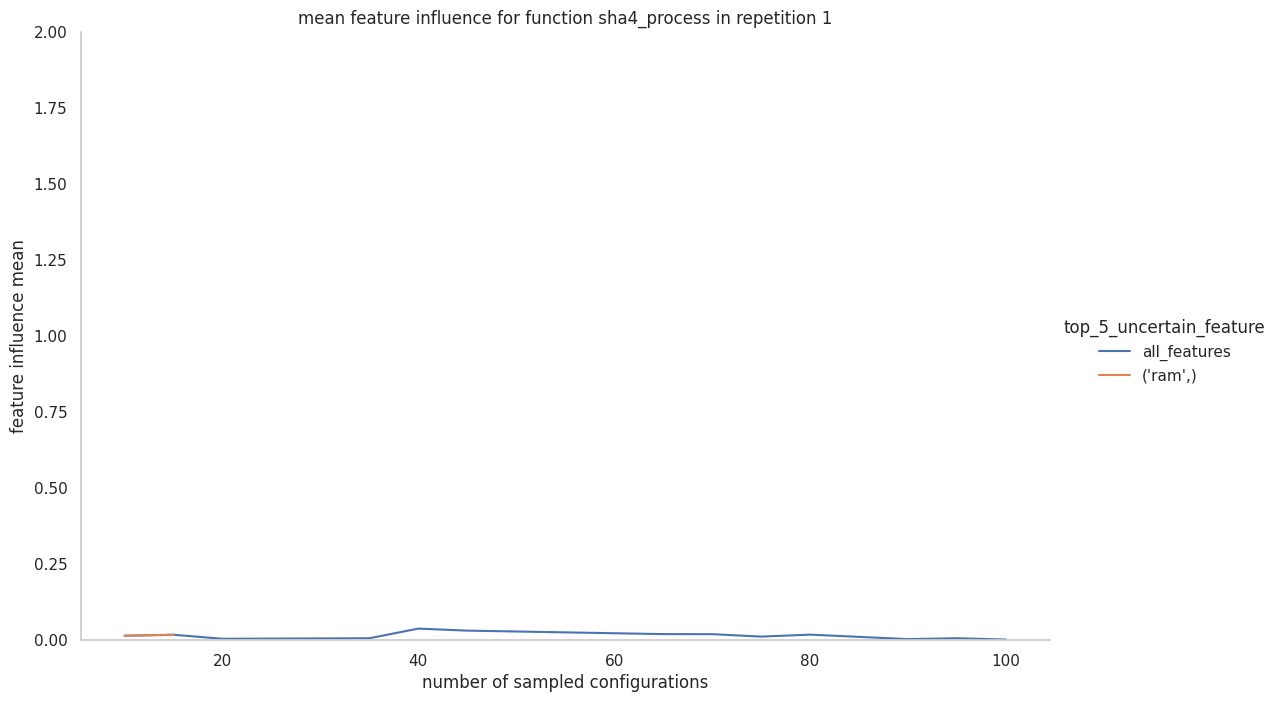 mean feature influence for function sha4_process in repetition 1
2.00
1.75
1.50
1.25
1.00
0.75
0.50
0.25
0.00
feature influence mean
20
40
60
80
100
number of sampled configurations
top_5_uncertain_feature
all_features
('ram',)